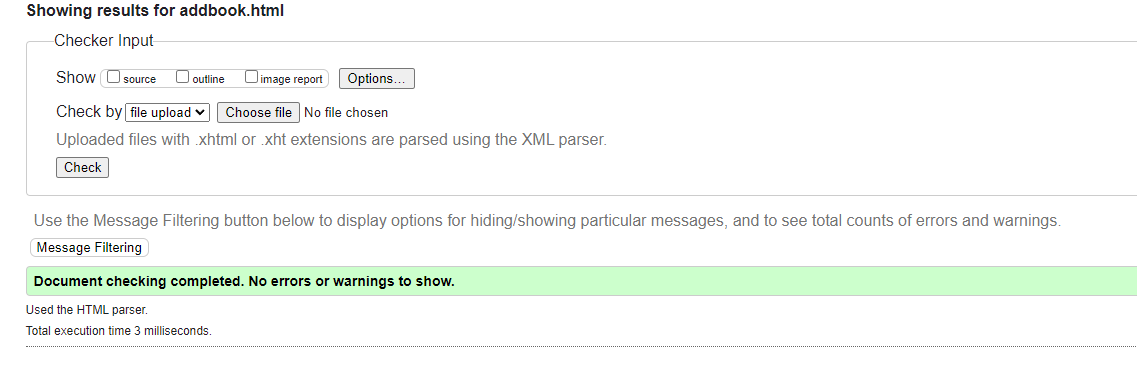 Showing results for addbook.html
Checker Input
Show source outline image report Options...
Check by file upload Choose file No file chosen
Uploaded files with .xhtml or .xht extensions are parsed using the XML parser.
Check
Use the Message Filtering button below to display options for hiding/showing particular messages, and to see total counts of errors and warnings.
Message Filtering
Document checking completed. No errors or warnings to show.
Used the HTML parser.
Total execution time 3 milliseconds.